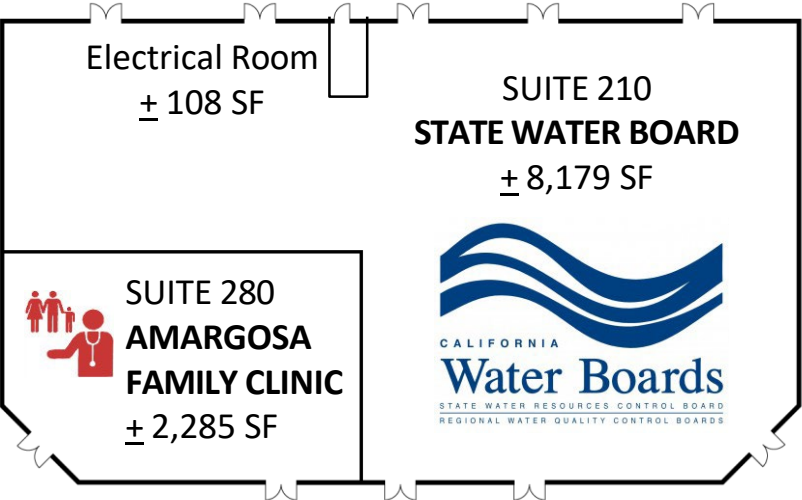 Electrical Room
± 108 SF
SUITE 210
STATE WATER BOARD
± 8,179 SF
CALIFORNIA
Water Boards
STATE WATER RESOURCES CONTROL BOARD
REGIONAL WATER QUALITY CONTROL BOARDS
SUITE 280
AMARGOSA
FAMILY CLINIC
± 2,285 SF